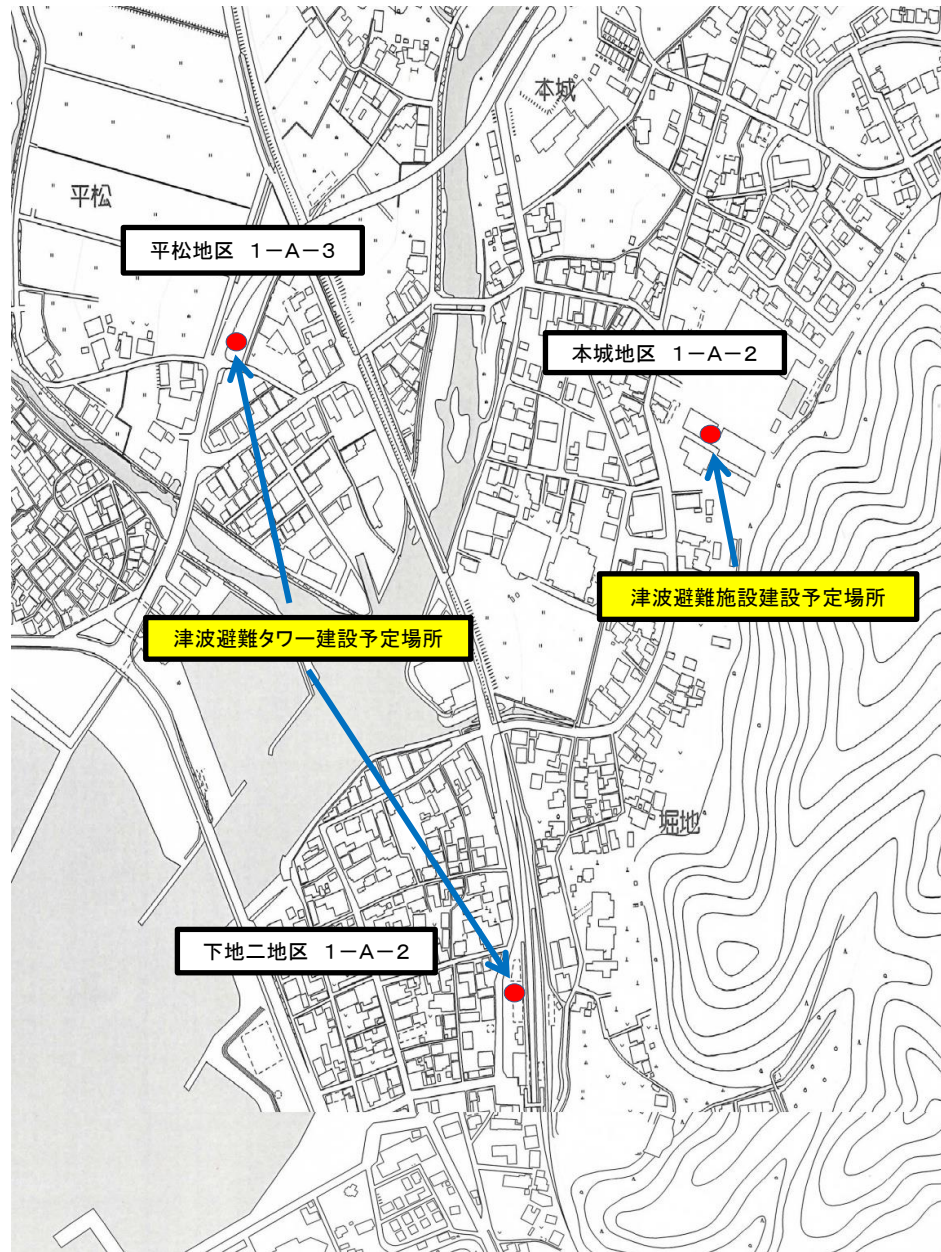 本城
平松
平松地区 1－A－3
本城地区 1－A－2
津波避難施設建設予定場所
津波避難タワー建設予定場所
堀地
下地二地区 1－A－2